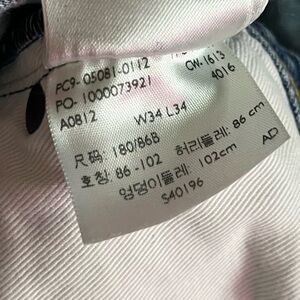 PC9-05081-0112
PO-1000073921 CW-1613
A0812 4016
W34 L34
尺码: 180/86B
호칭: 86-102 허리둘레: 86 cm
엉덩이둘레: 102cm AD
S40196